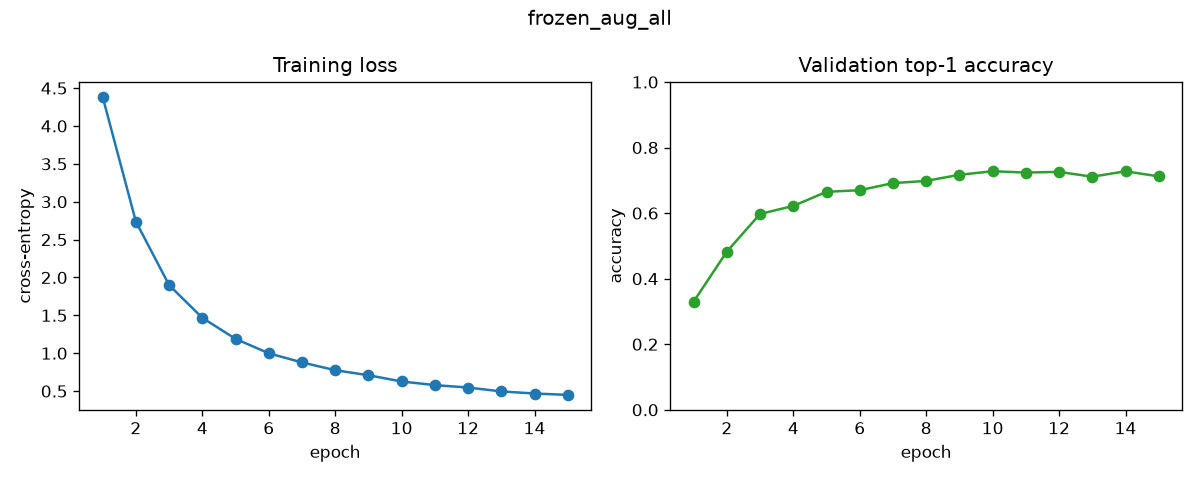 frozen_aug_all
Training loss
4.5
4.0
3.5
3.0
2.5
2.0
1.5
1.0
0.5
cross-entropy
2 4 6 8 10 12 14
epoch
Validation top-1 accuracy
1.0
0.8
0.6
0.4
0.2
0.0
accuracy
2 4 6 8 10 12 14
epoch